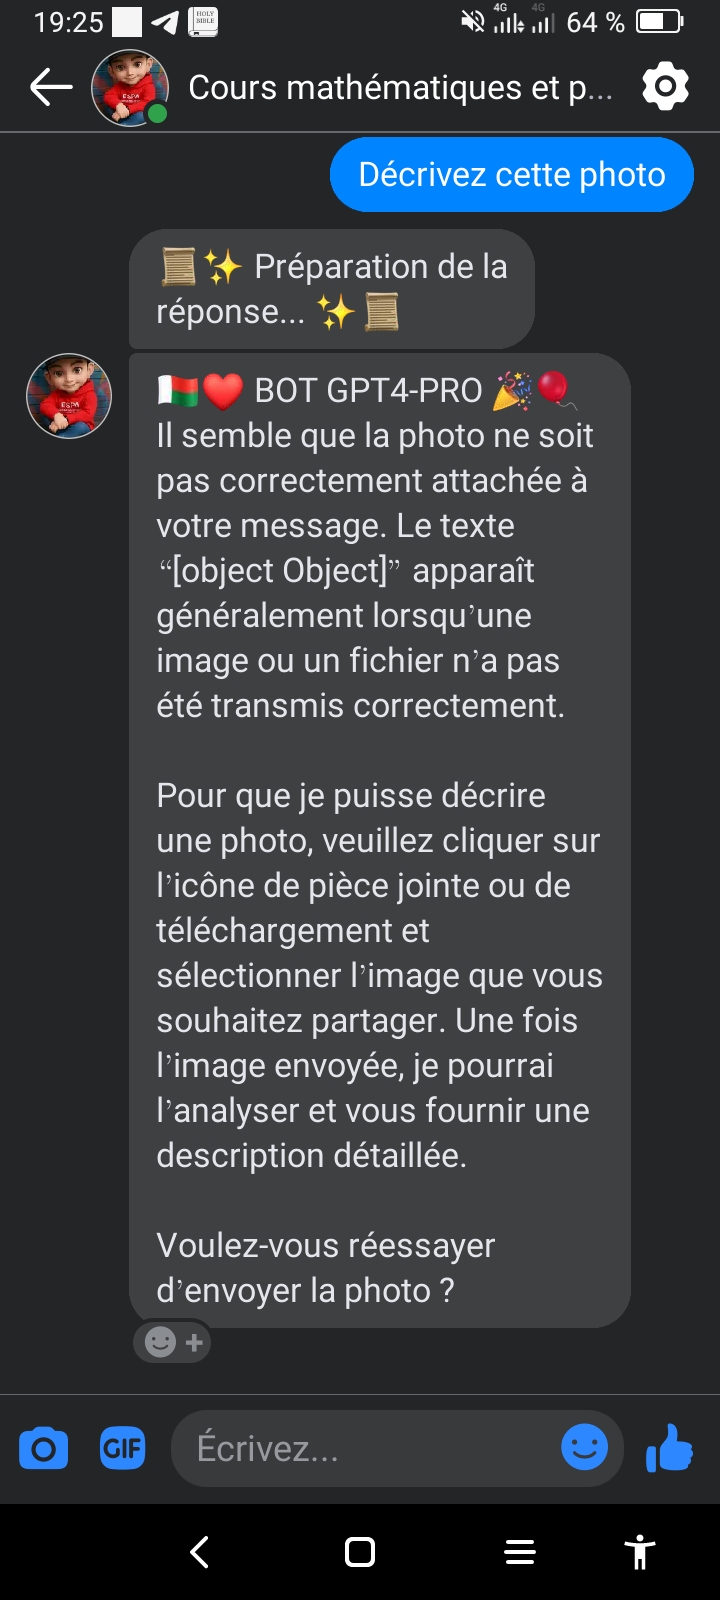 19:25
HOLY BIBLE
4G 4G 64 %
Cours mathématiques et p...
Décrivez cette photo
📜✨ Préparation de la
réponse... ✨📜
🇲🇬❤️ BOT GPT4-PRO 🎉🎈
Il semble que la photo ne soit
pas correctement attachée à
votre message. Le texte
“[object Object]” apparaît
généralement lorsqu’une
image ou un fichier n’a pas
été transmis correctement.
Pour que je puisse décrire
une photo, veuillez cliquer sur
l’icône de pièce jointe ou de
téléchargement et
sélectionner l’image que vous
souhaitez partager. Une fois
l’image envoyée, je pourrai
l’analyser et vous fournir une
description détaillée.
Voulez-vous réessayer
d’envoyer la photo ?
GIF
Écrivez...